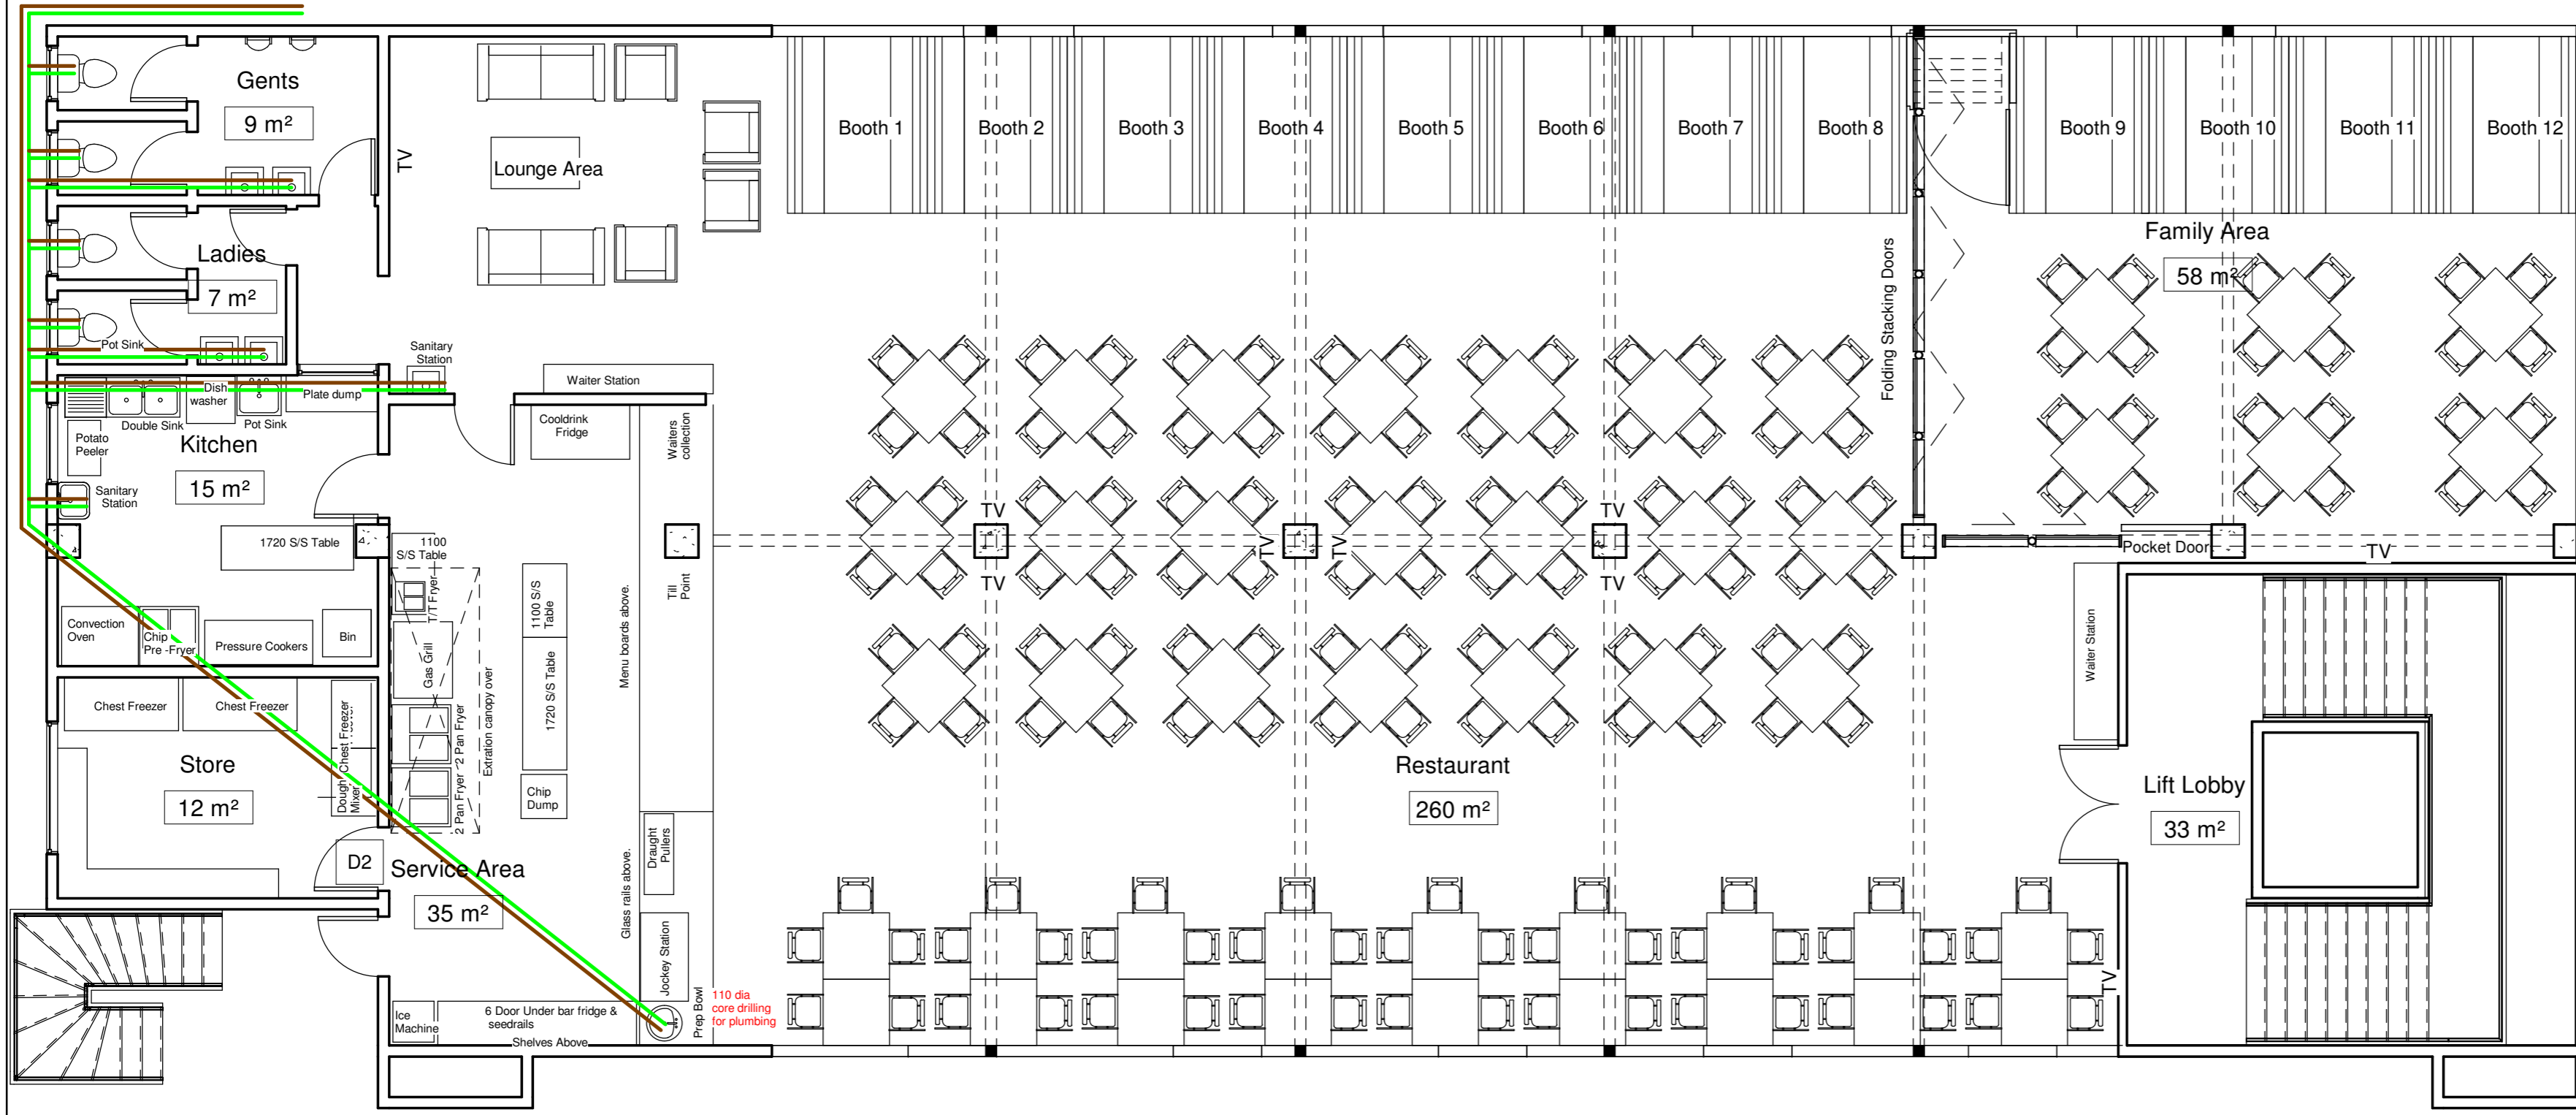 Gents
9 m²
TV
Lounge Area
Booth 1
Booth 2
Booth 3
Booth 4
Booth 5
Booth 6
Booth 7
Booth 8
Booth 9
Booth 10
Booth 11
Booth 12
Ladies
7 m²
Pot Sink
Family Area
58 m²
Folding Stacking Doors
Sanitary
Station
Waiter Station
Dish
washer
Plate dump
Double Sink
Pot Sink
Potato
Peeler
Kitchen
15 m²
Sanitary
Station
Cooldrink
Fridge
Waiters
collection
1720 S/S Table
1100
S/S Table
T/T Fryer
Gas Grill
2 Pan Fryer
2 Pan Fryer
Extration canopy over
1100 S/S
Table
1720 S/S Table
Chip
Dump
Menu boards above.
Till
Point
Convection
Oven
Chip
Pre -Fryer
Pressure Cookers
Bin
Chest Freezer
Chest Freezer
Chest Freezer
Dough
Mixer
Store
12 m²
D2
Service Area
35 m²
Glass rails above.
Draught
Pullers
Jockey Station
Prep Bowl
110 dia
core drilling
for plumbing
Ice
Machine
6 Door Under bar fridge &
seedrails
Shelves Above
TV
TV
TV
TV
TV
TV
Restaurant
260 m²
Pocket Door
TV
Waiter Station
Lift Lobby
33 m²
TV